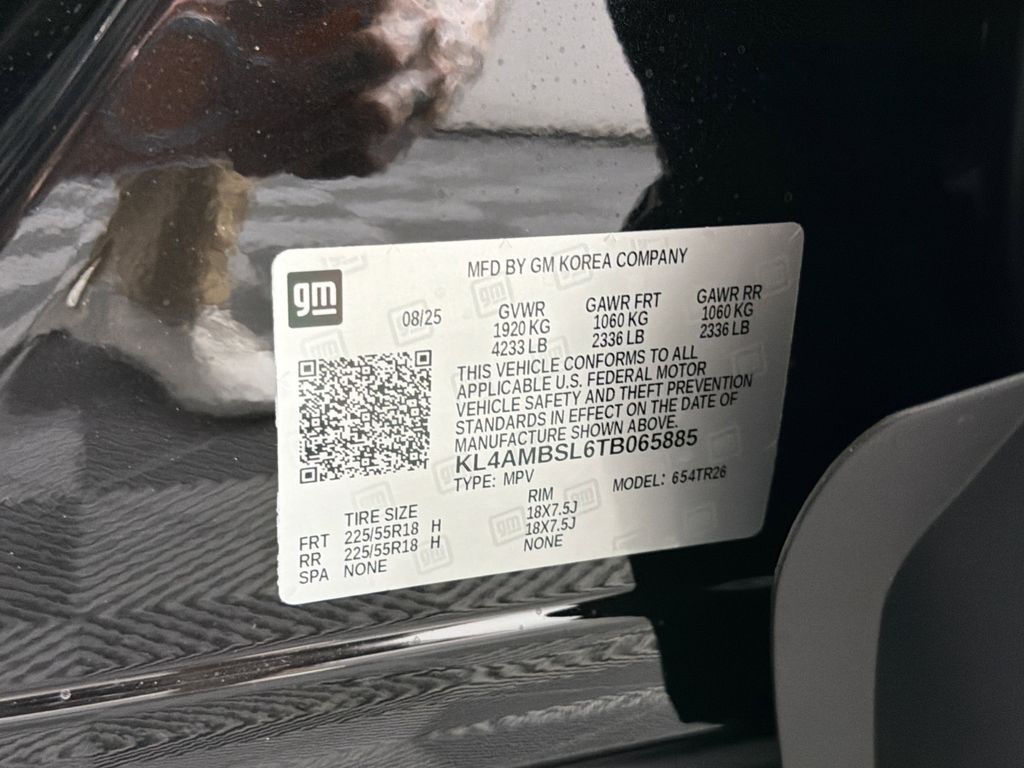 MFD BY GM KOREA COMPANY
gm
08/25
GVWR GAWR FRT GAWR RR
1920 KG 1060 KG 1060 KG
4233 LB 2336 LB 2336 LB
THIS VEHICLE CONFORMS TO ALL
APPLICABLE U.S. FEDERAL MOTOR
VEHICLE SAFETY AND THEFT PREVENTION
STANDARDS IN EFFECT ON THE DATE OF
MANUFACTURE SHOWN ABOVE.
KL4AMBSL6TB065885
TYPE: MPV MODEL: 654TR26
TIRE SIZE RIM
FRT 225/55R18 H 18X7.5J
RR 225/55R18 H 18X7.5J
SPA NONE NONE